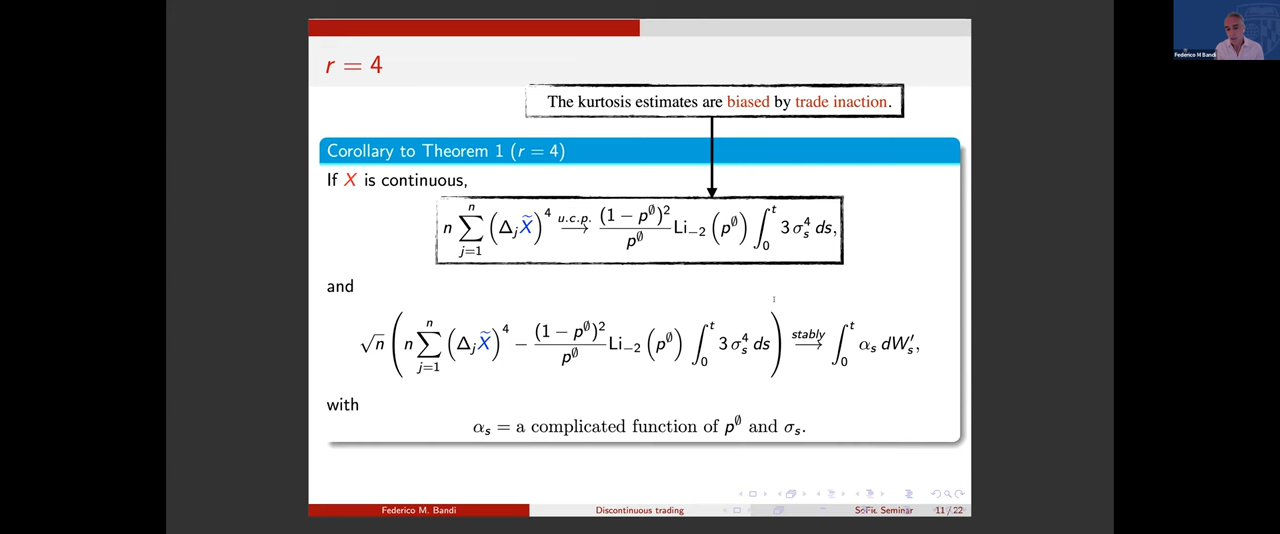 Federico M Bandi
r = 4
The kurtosis estimates are biased by trade inaction.
Corollary to Theorem 1 (r = 4)
If X is continuous,
n ∑_{j=1}^{n} (Δ_j X̃)^4 →^{u.c.p.} (1 − p^∅)^2 / p^∅ Li_{−2} (p^∅) ∫_0^t 3 σ_s^4 ds,
and
√n ( n ∑_{j=1}^{n} (Δ_j X̃)^4 − (1 − p^∅)^2 / p^∅ Li_{−2} (p^∅) ∫_0^t 3 σ_s^4 ds ) →^{stably} ∫_0^t α_s dW′_s,
with
α_s = a complicated function of p^∅ and σ_s.
Federico M. Bandi Discontinuous trading SoFiE Seminar 11 / 22